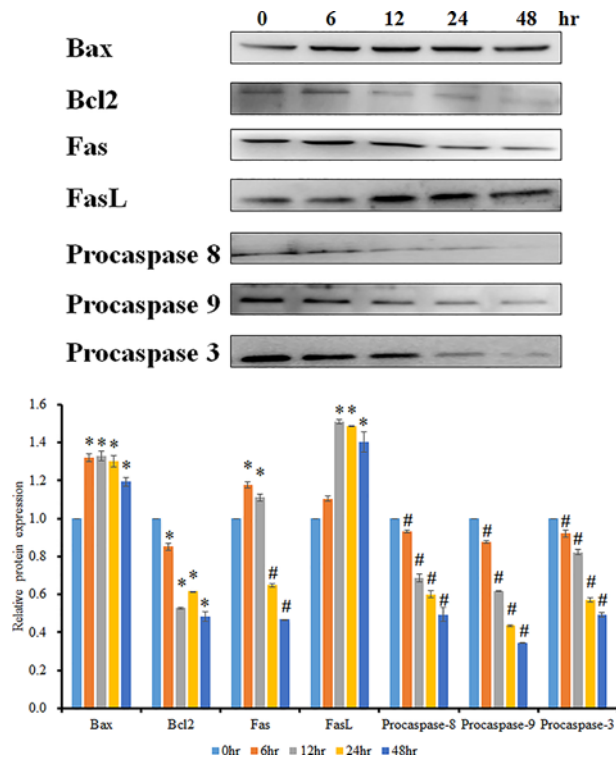 0 6 12 24 48 hr
Bax
Bcl2
Fas
FasL
Procaspase 8
Procaspase 9
Procaspase 3
Relative protein expression
1.6
1.4
1.2
1.0
0.8
0.6
0.4
0.2
0.0
* * * *
* * * *
* * # #
* * *
# # # #
# # # #
# # # #
Bax Bcl2 Fas FasL Procaspase-8 Procaspase-9 Procaspase-3
0hr 6hr 12hr 24hr 48hr